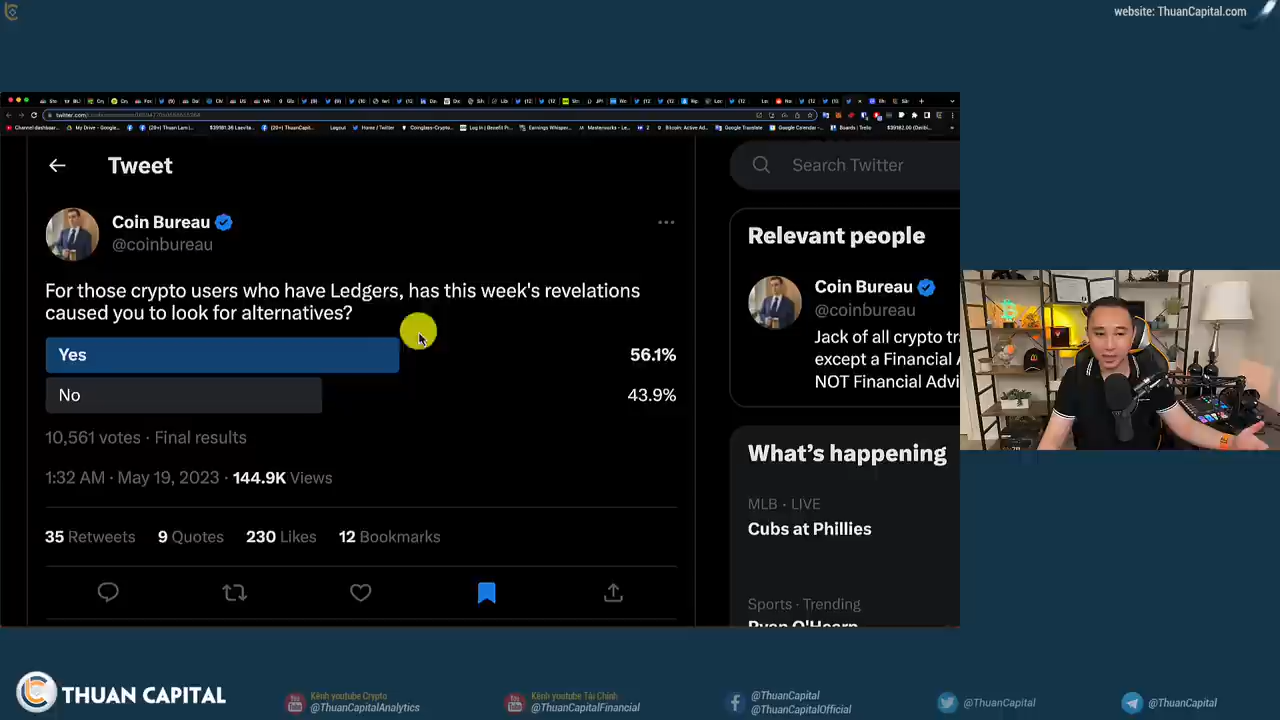 website: ThuanCapital.com
Tweet
Search Twitter
Coin Bureau
@coinbureau
For those crypto users who have Ledgers, has this week's revelations
caused you to look for alternatives?
Yes 56.1%
No 43.9%
10,561 votes · Final results
1:32 AM · May 19, 2023 · 144.9K Views
35 Retweets 9 Quotes 230 Likes 12 Bookmarks
Relevant people
Coin Bureau
@coinbureau
Jack of all crypto tr
except a Financial A
NOT Financial Advi
What's happening
MLB · LIVE
Cubs at Phillies
Sports · Trending
Ryan O'Hearn
THUAN CAPITAL
Kênh youtube Crypto
@ThuanCapitalAnalytics
Kênh youtube Tài Chính
@ThuanCapitalFinancial
@ThuanCapital
@ThuanCapitalOfficial
@ThuanCapital
@ThuanCapital